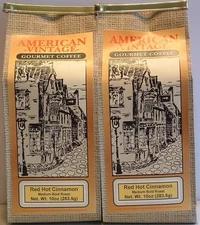 AMERICAN
VINTAGE
GOURMET COFFEE
Red Hot Cinnamon
Medium Bold Roast
Net. Wt. 10oz (283.5g)
AMERICAN
VINTAGE
GOURMET COFFEE
Red Hot Cinnamon
Medium Bold Roast
Net. Wt. 10oz (283.5g)